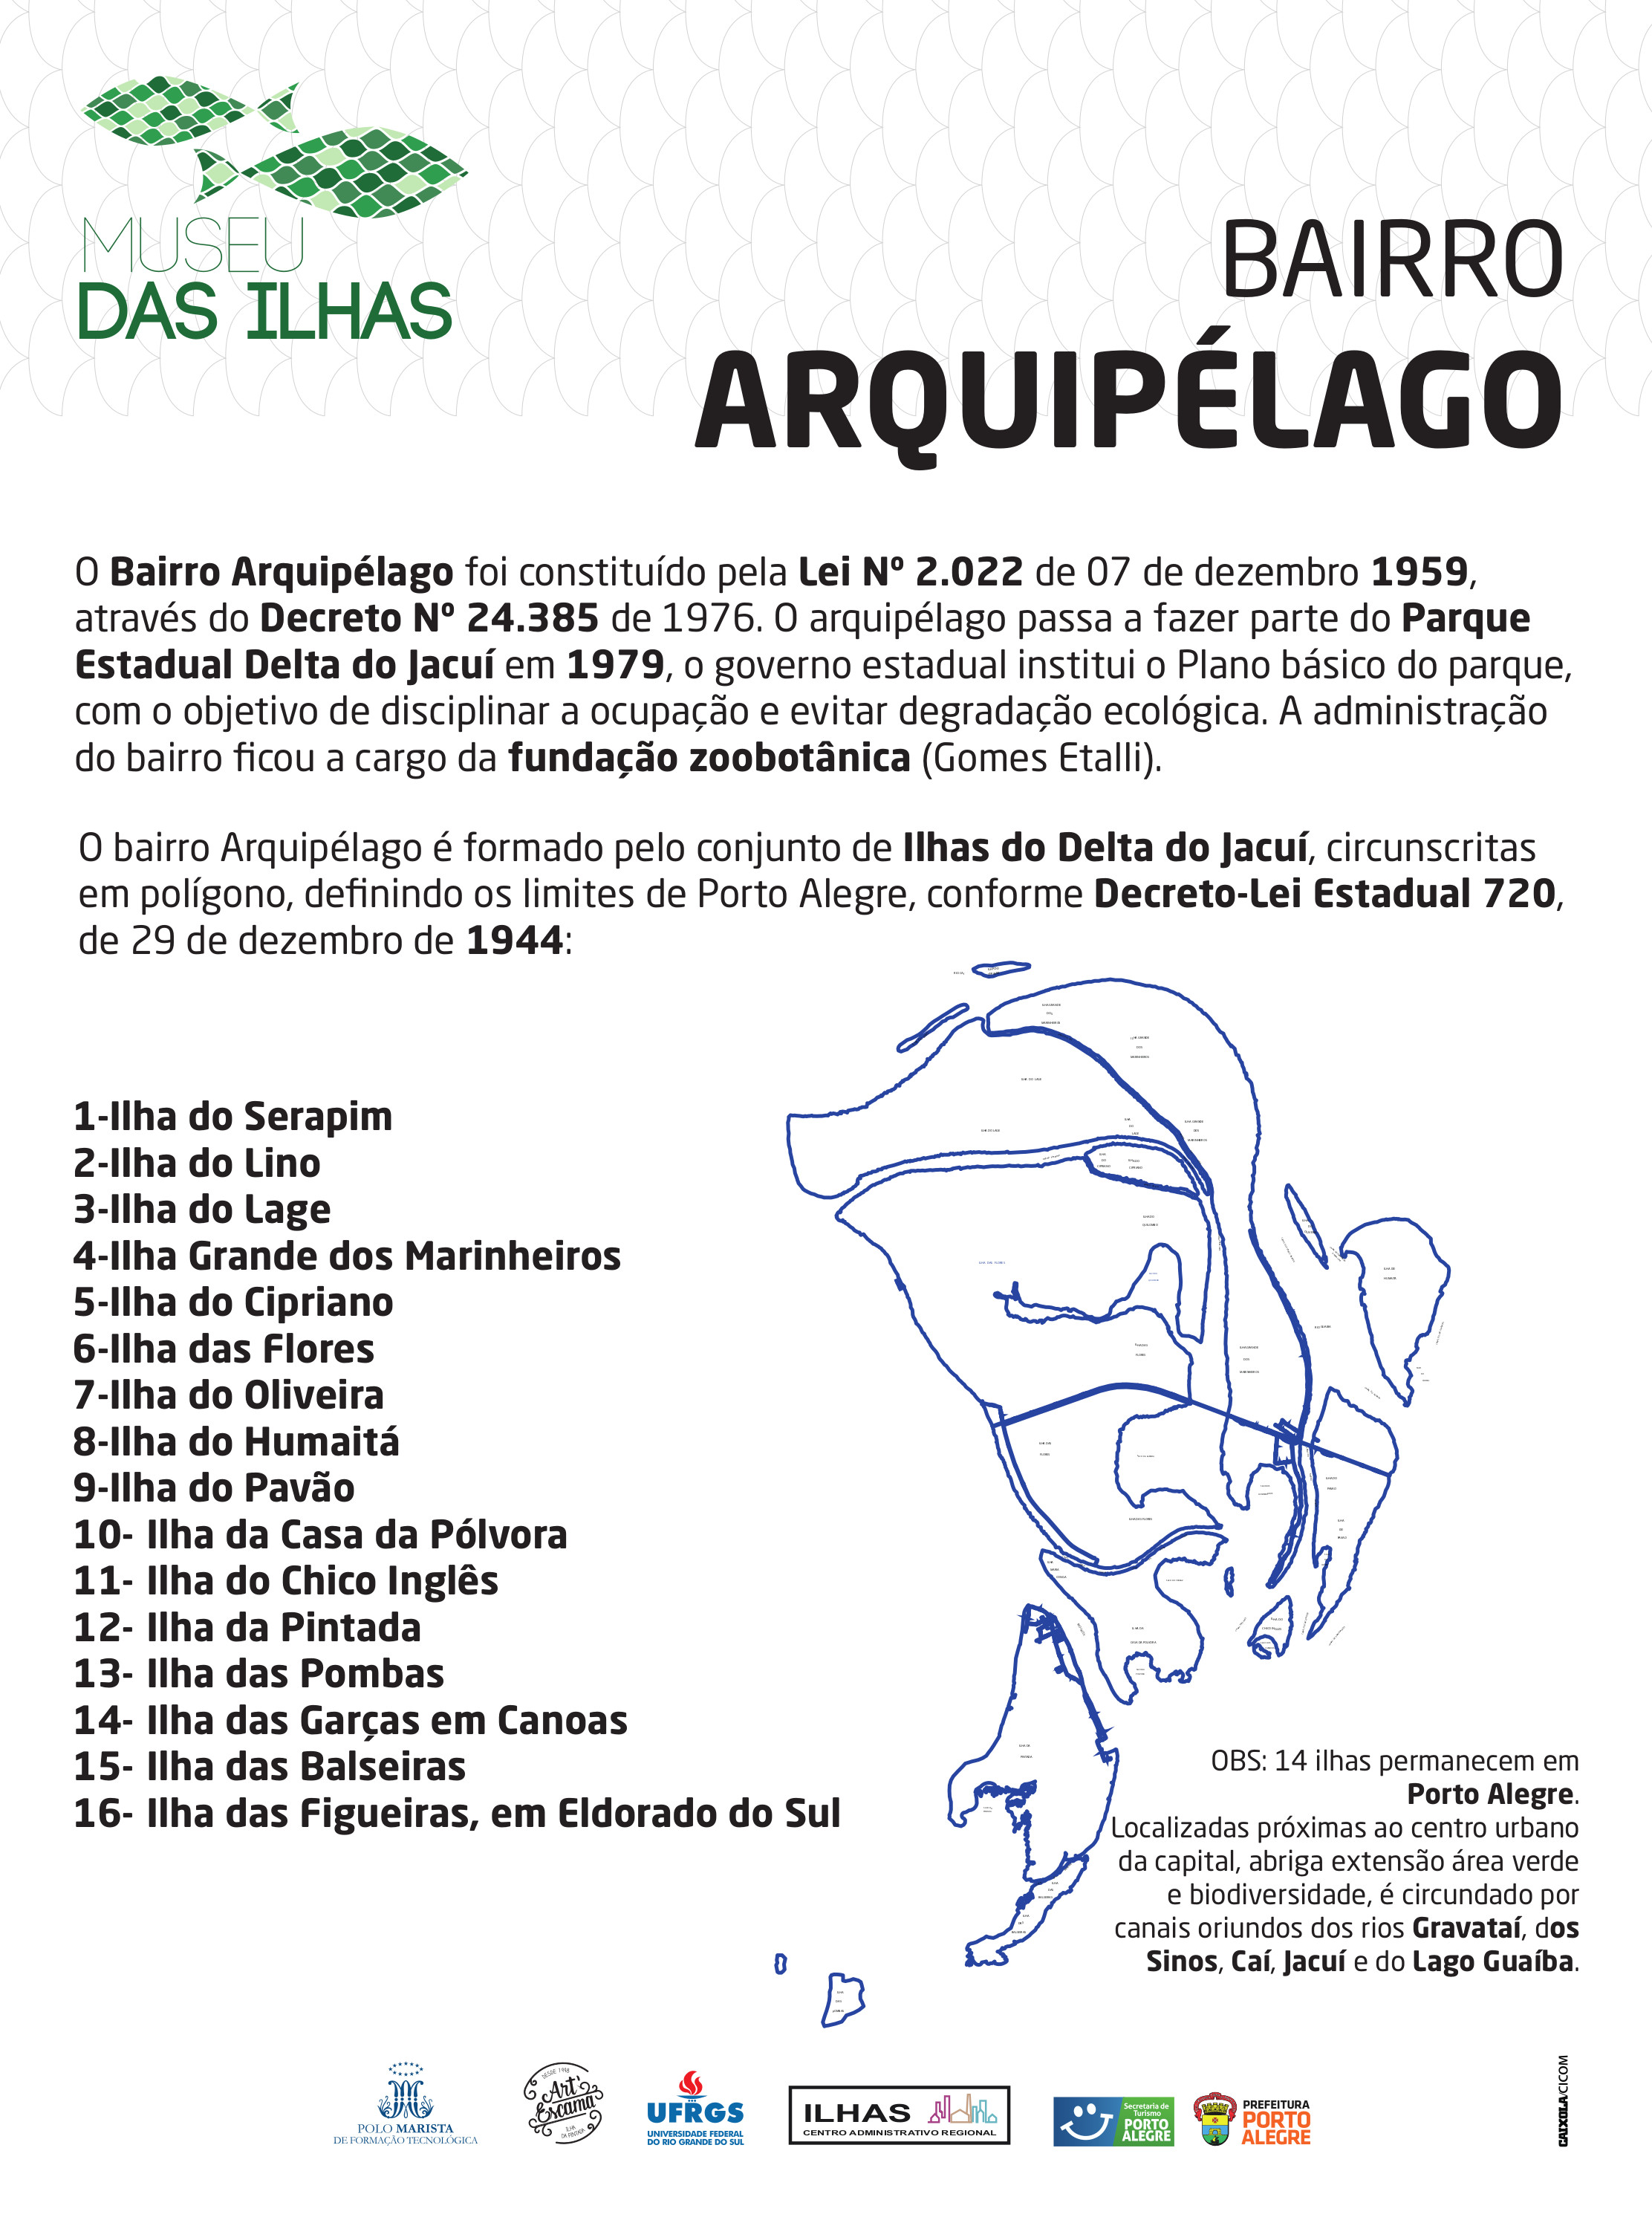 MUSEU
DAS ILHAS
BAIRRO
ARQUIPÉLAGO
O Bairro Arquipélago foi constituído pela Lei Nº 2.022 de 07 de dezembro 1959,
através do Decreto Nº 24.385 de 1976. O arquipélago passa a fazer parte do Parque
Estadual Delta do Jacuí em 1979, o governo estadual institui o Plano básico do parque,
com o objetivo de disciplinar a ocupação e evitar degradação ecológica. A administração
do bairro ficou a cargo da fundação zoobotânica (Gomes Etalli).
O bairro Arquipélago é formado pelo conjunto de Ilhas do Delta do Jacuí, circunscritas
em polígono, definindo os limites de Porto Alegre, conforme Decreto-Lei Estadual 720,
de 29 de dezembro de 1944:
1-Ilha do Serapim
2-Ilha do Lino
3-Ilha do Lage
4-Ilha Grande dos Marinheiros
5-Ilha do Cipriano
6-Ilha das Flores
7-Ilha do Oliveira
8-Ilha do Humaitá
9-Ilha do Pavão
10- Ilha da Casa da Pólvora
11- Ilha do Chico Inglês
12- Ilha da Pintada
13- Ilha das Pombas
14- Ilha das Garças em Canoas
15- Ilha das Balseiras
16- Ilha das Figueiras, em Eldorado do Sul
OBS: 14 ilhas permanecem em
Porto Alegre.
Localizadas próximas ao centro urbano
da capital, abriga extensão área verde
e biodiversidade, é circundado por
canais oriundos dos rios Gravataí, dos
Sinos, Caí, Jacuí e do Lago Guaíba.
POLO MARISTA
DE FORMAÇÃO TECNOLÓGICA
DESDE 1998
Art'
Escama
ILHA
DA PINTADA
UFRGS
UNIVERSIDADE FEDERAL
DO RIO GRANDE DO SUL
ILHAS
CENTRO ADMINISTRATIVO REGIONAL
Secretaria de
Turismo
PORTO
ALEGRE
PREFEITURA
PORTO
ALEGRE
CAIXOLA/CICOM